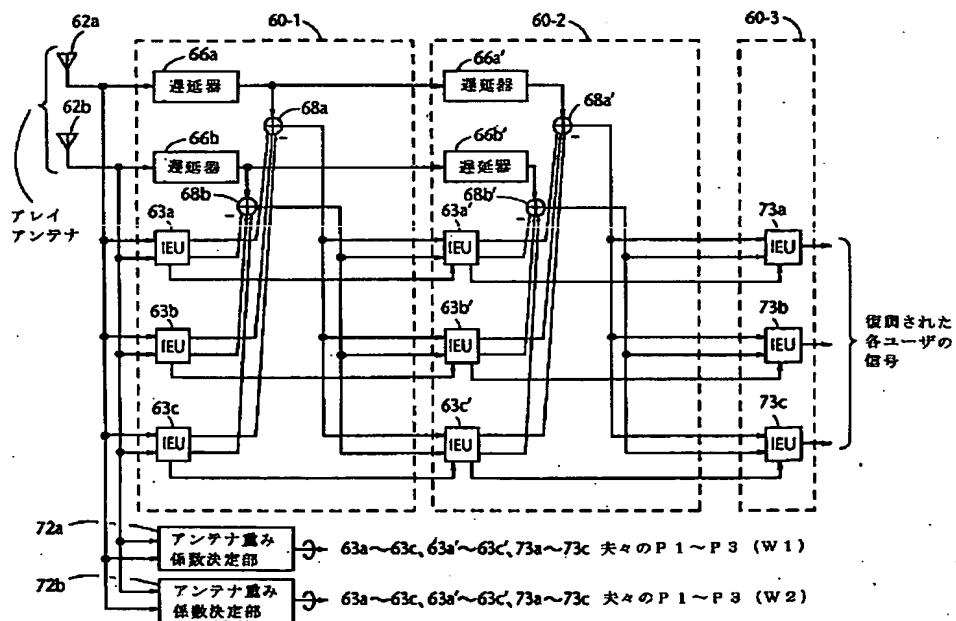 62a
60-1
60-2
60-3
66a
遅延器
66a'
遅延器
62b
68a
-
68a'
-
66b
遅延器
66b'
遅延器
アレイ
アンテナ
68b
-
68b'
-
63a
IEU
63a'
IEU
73a
IEU
63b
IEU
63b'
IEU
73b
IEU
復調された
各ユーザの
信号
63c
IEU
63c'
IEU
73c
IEU
72a
アンテナ重み
係数決定部
63a～63c、63a'～63c'、73a～73c 夫々のP1～P3 (W1)
72b
アンテナ重み
係数決定部
63a～63c、63a'～63c'、73a～73c 夫々のP1～P3 (W2)